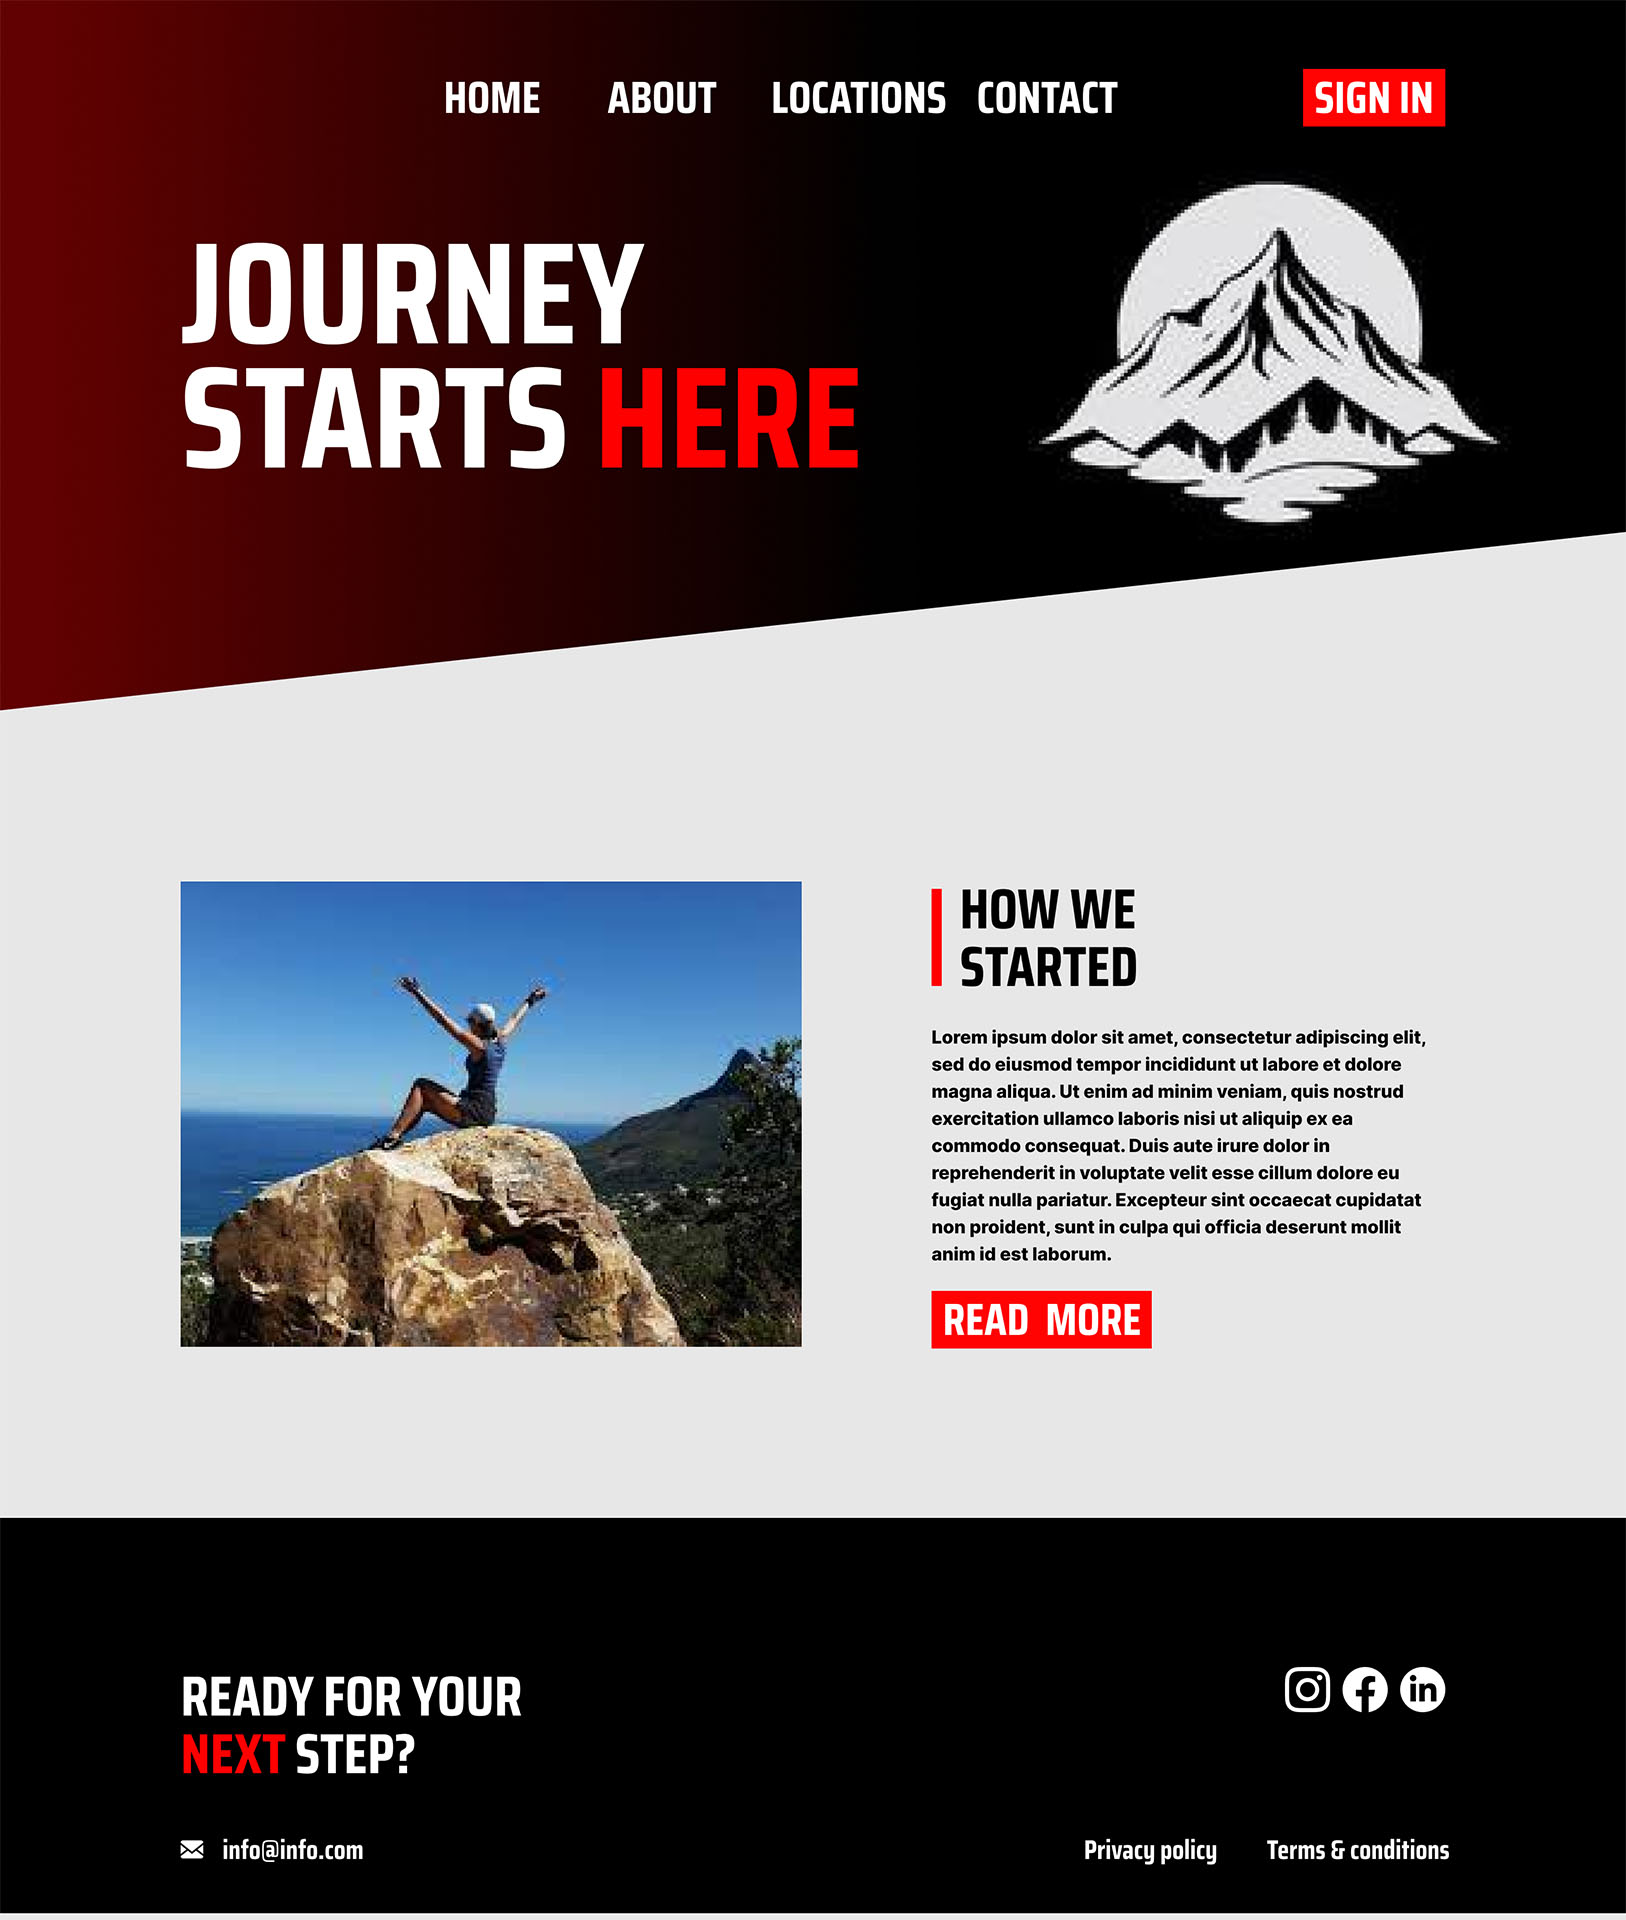 HOME ABOUT LOCATIONS CONTACT SIGN IN
JOURNEY
STARTS HERE
HOW WE
STARTED
Lorem ipsum dolor sit amet, consectetur adipiscing elit,
sed do eiusmod tempor incididunt ut labore et dolore
magna aliqua. Ut enim ad minim veniam, quis nostrud
exercitation ullamco laboris nisi ut aliquip ex ea
commodo consequat. Duis aute irure dolor in
reprehenderit in voluptate velit esse cillum dolore eu
fugiat nulla pariatur. Excepteur sint occaecat cupidatat
non proident, sunt in culpa qui officia deserunt mollit
anim id est laborum.
READ MORE
READY FOR YOUR
NEXT STEP?
info@info.com
Privacy policy Terms & conditions